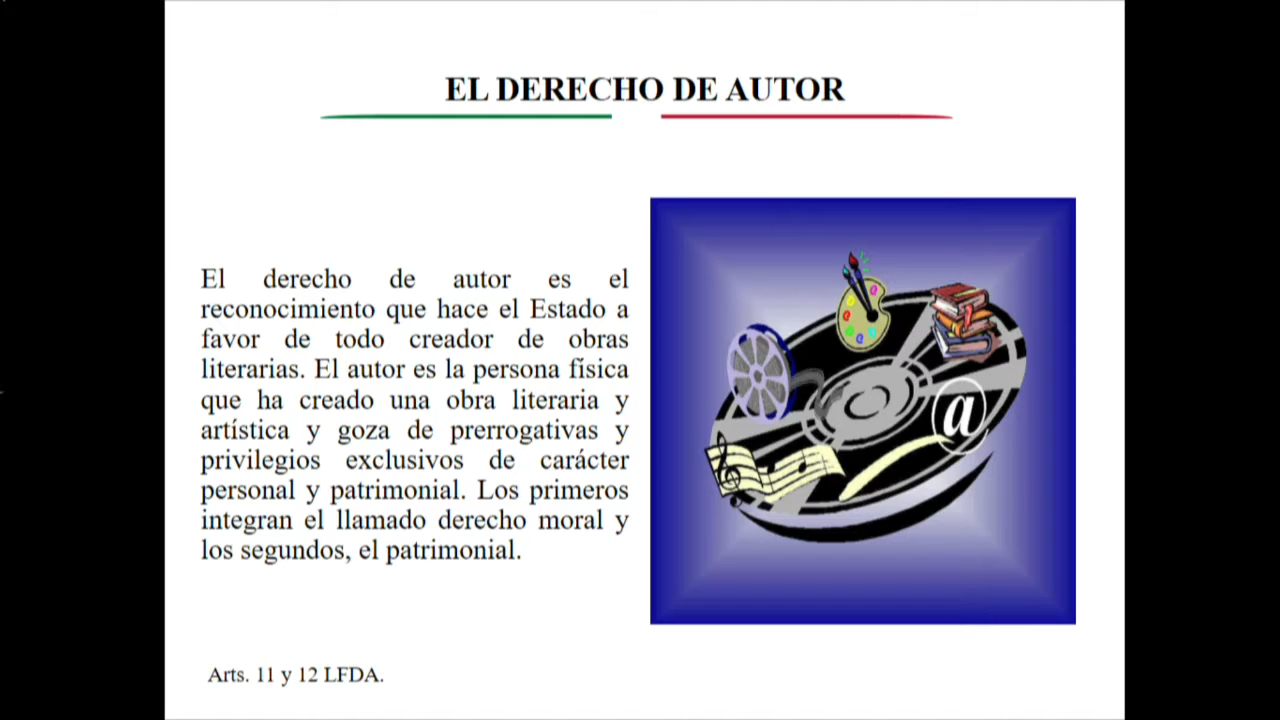 EL DERECHO DE AUTOR
El derecho de autor es el
reconocimiento que hace el Estado a
favor de todo creador de obras
literarias. El autor es la persona física
que ha creado una obra literaria y
artística y goza de prerrogativas y
privilegios exclusivos de carácter
personal y patrimonial. Los primeros
integran el llamado derecho moral y
los segundos, el patrimonial.
@
Arts. 11 y 12 LFDA.